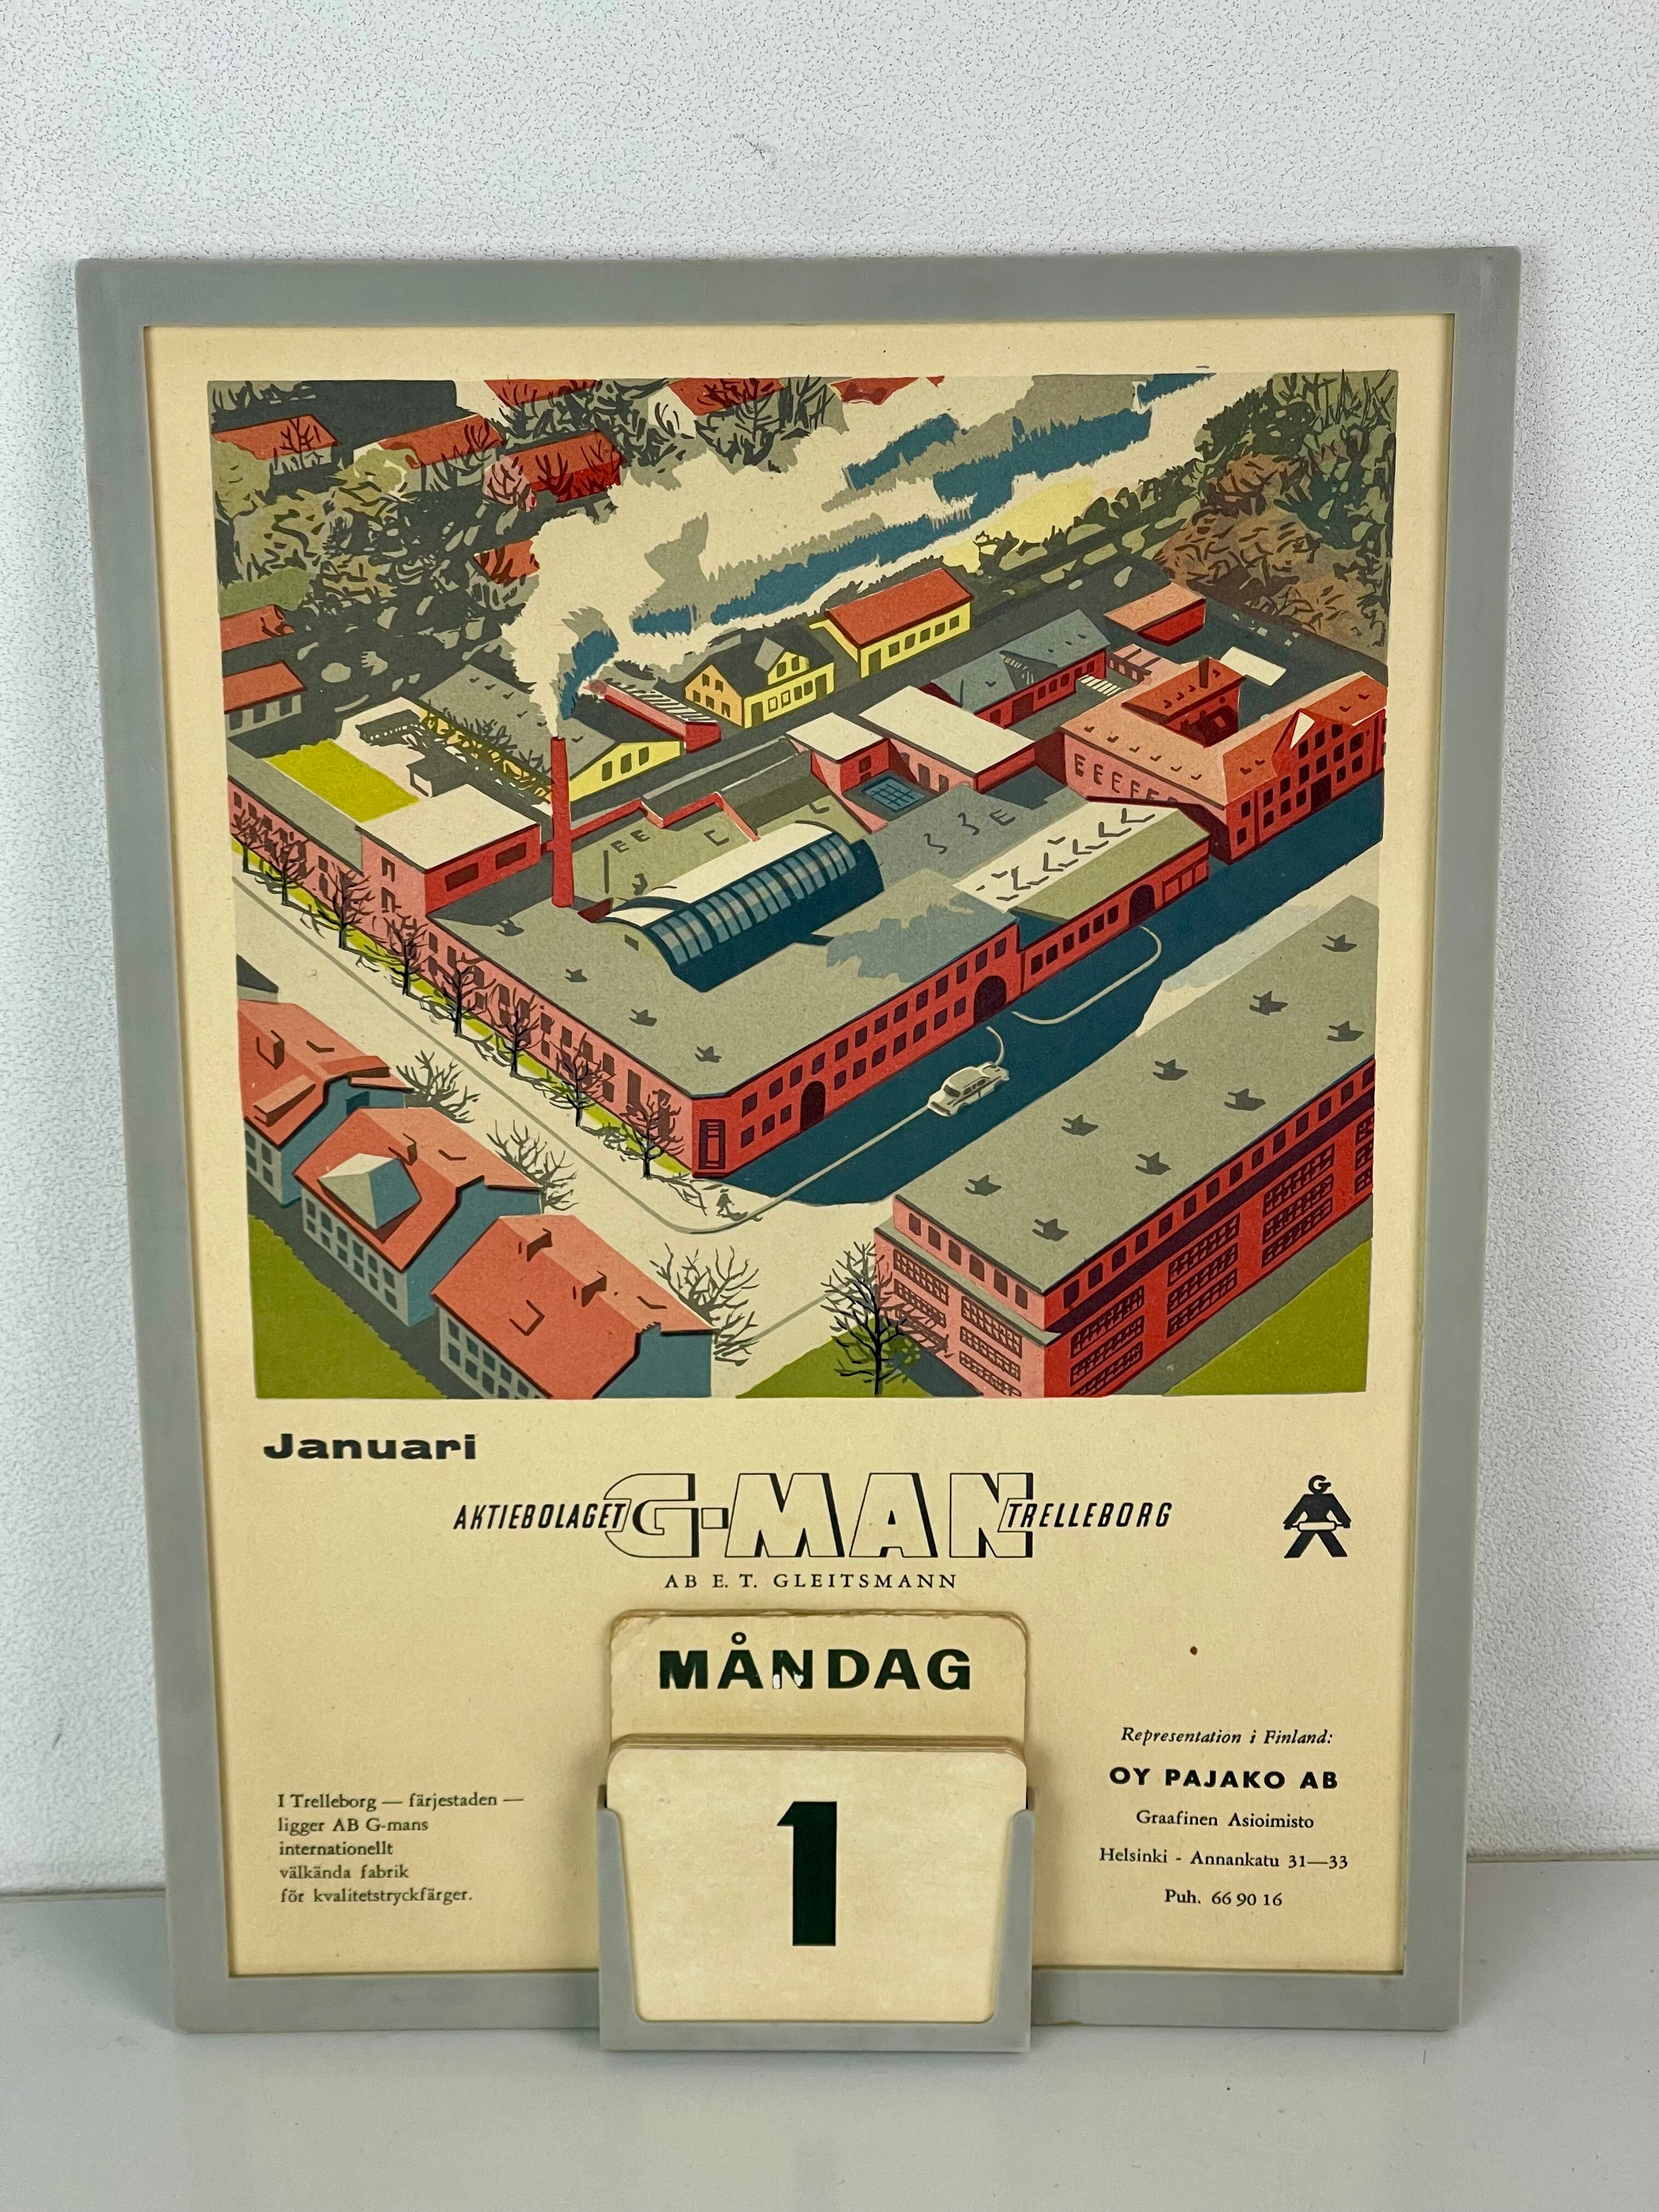 Januari
AKTIEBOLAGET G-MAN TRELLEBORG
G
AB E. T. GLEITSMANN
MÅNDAG
1
I Trelleborg — färjestaden —
ligger AB G-mans
internationellt
välkända fabrik
för kvalitetstryckfärger.
Representation i Finland:
OY PAJAKO AB
Graafinen Asioimisto
Helsinki - Annankatu 31—33
Puh. 66 90 16